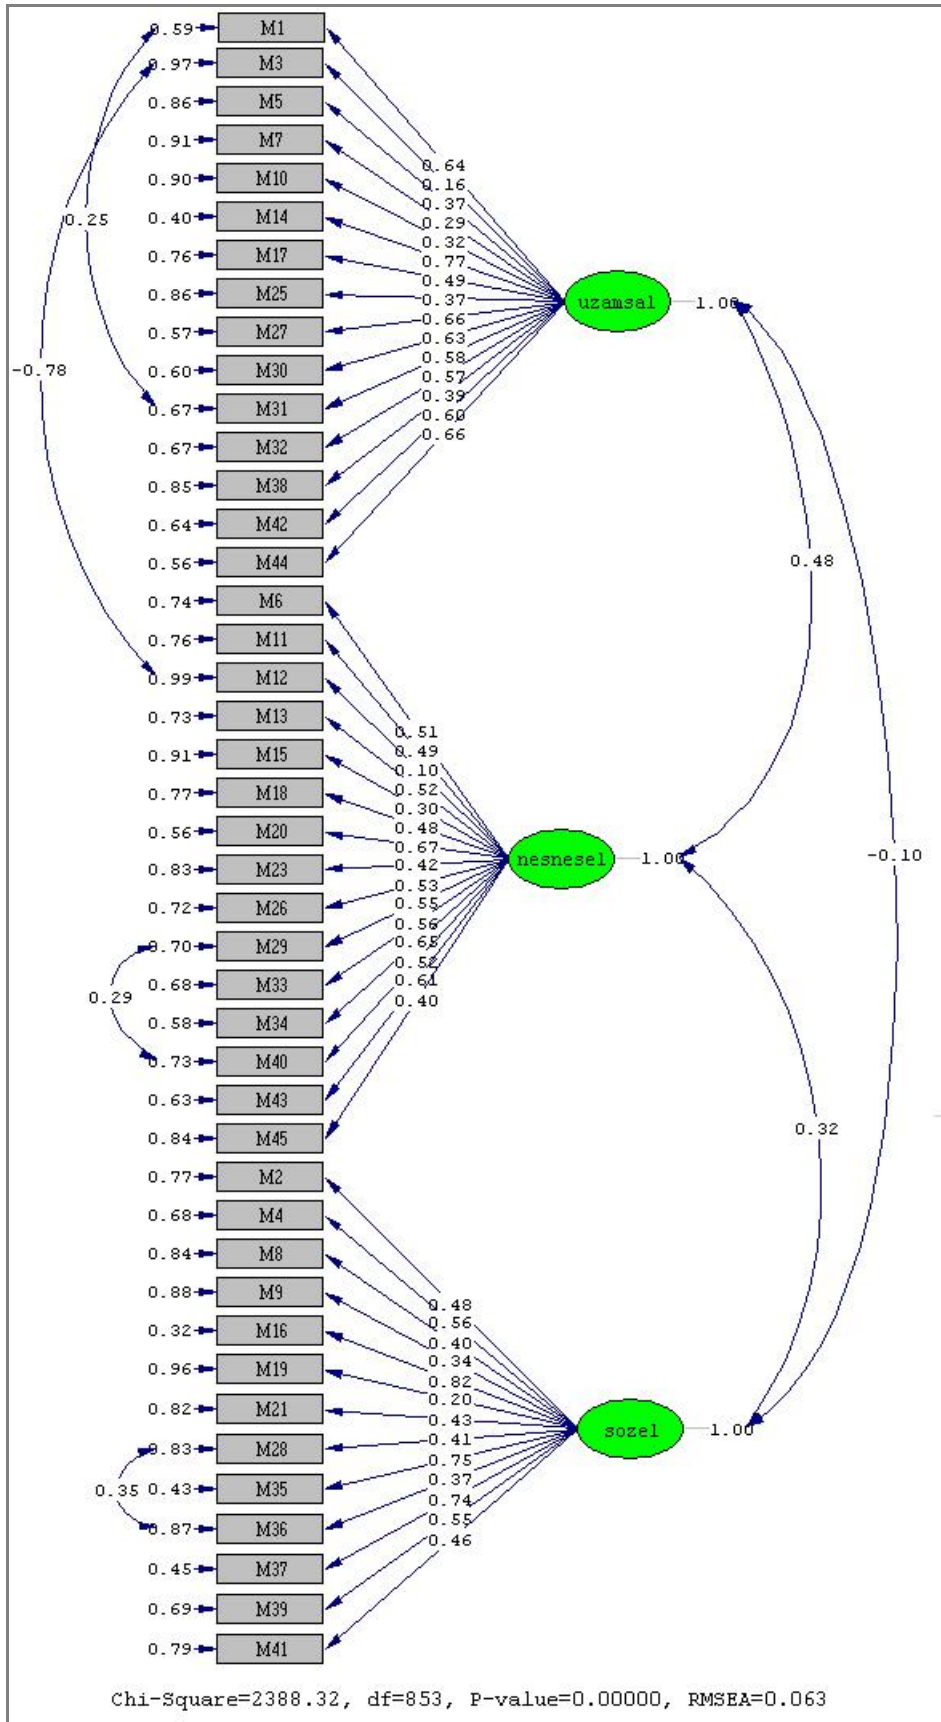 0.59 M1
0.97 M3
0.86 M5
0.91 M7
0.90 M10
0.40 M14
0.76 M17
0.86 M25
0.57 M27
0.60 M30
0.67 M31
0.67 M32
0.85 M38
0.64 M42
0.56 M44
0.74 M6
0.76 M11
0.99 M12
0.73 M13
0.91 M15
0.77 M18
0.56 M20
0.83 M23
0.72 M26
0.70 M29
0.68 M33
0.58 M34
0.73 M40
0.63 M43
0.84 M45
0.77 M2
0.68 M4
0.84 M8
0.88 M9
0.32 M16
0.96 M19
0.82 M21
0.83 M28
0.43 M35
0.87 M36
0.45 M37
0.69 M39
0.79 M41
0.25
-0.78
0.29
0.35
0.64
0.16
0.37
0.29
0.32
0.77
0.49
0.37
0.66
0.63
0.58
0.57
0.39
0.60
0.66
uzamsal 1.00
0.51
0.49
0.10
0.52
0.30
0.48
0.67
0.42
0.53
0.55
0.56
0.65
0.52
0.61
0.40
nesnesel 1.00
0.48
0.56
0.40
0.34
0.82
0.20
0.43
0.41
0.75
0.37
0.74
0.55
0.46
sozel 1.00
0.48
-0.10
0.32
Chi-Square=2388.32, df=853, P-value=0.00000, RMSEA=0.063